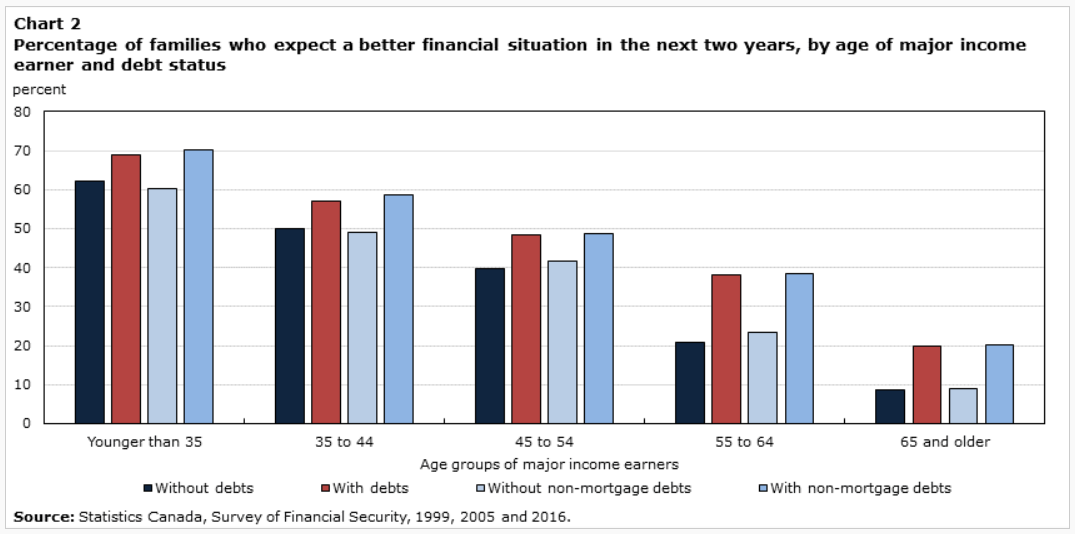 Chart 2
Percentage of families who expect a better financial situation in the next two years, by age of major income
earner and debt status
percent
80
70
60
50
40
30
20
10
0
Younger than 35 35 to 44 45 to 54 55 to 64 65 and older
Age groups of major income earners
Without debts With debts Without non-mortgage debts With non-mortgage debts
Source: Statistics Canada, Survey of Financial Security, 1999, 2005 and 2016.